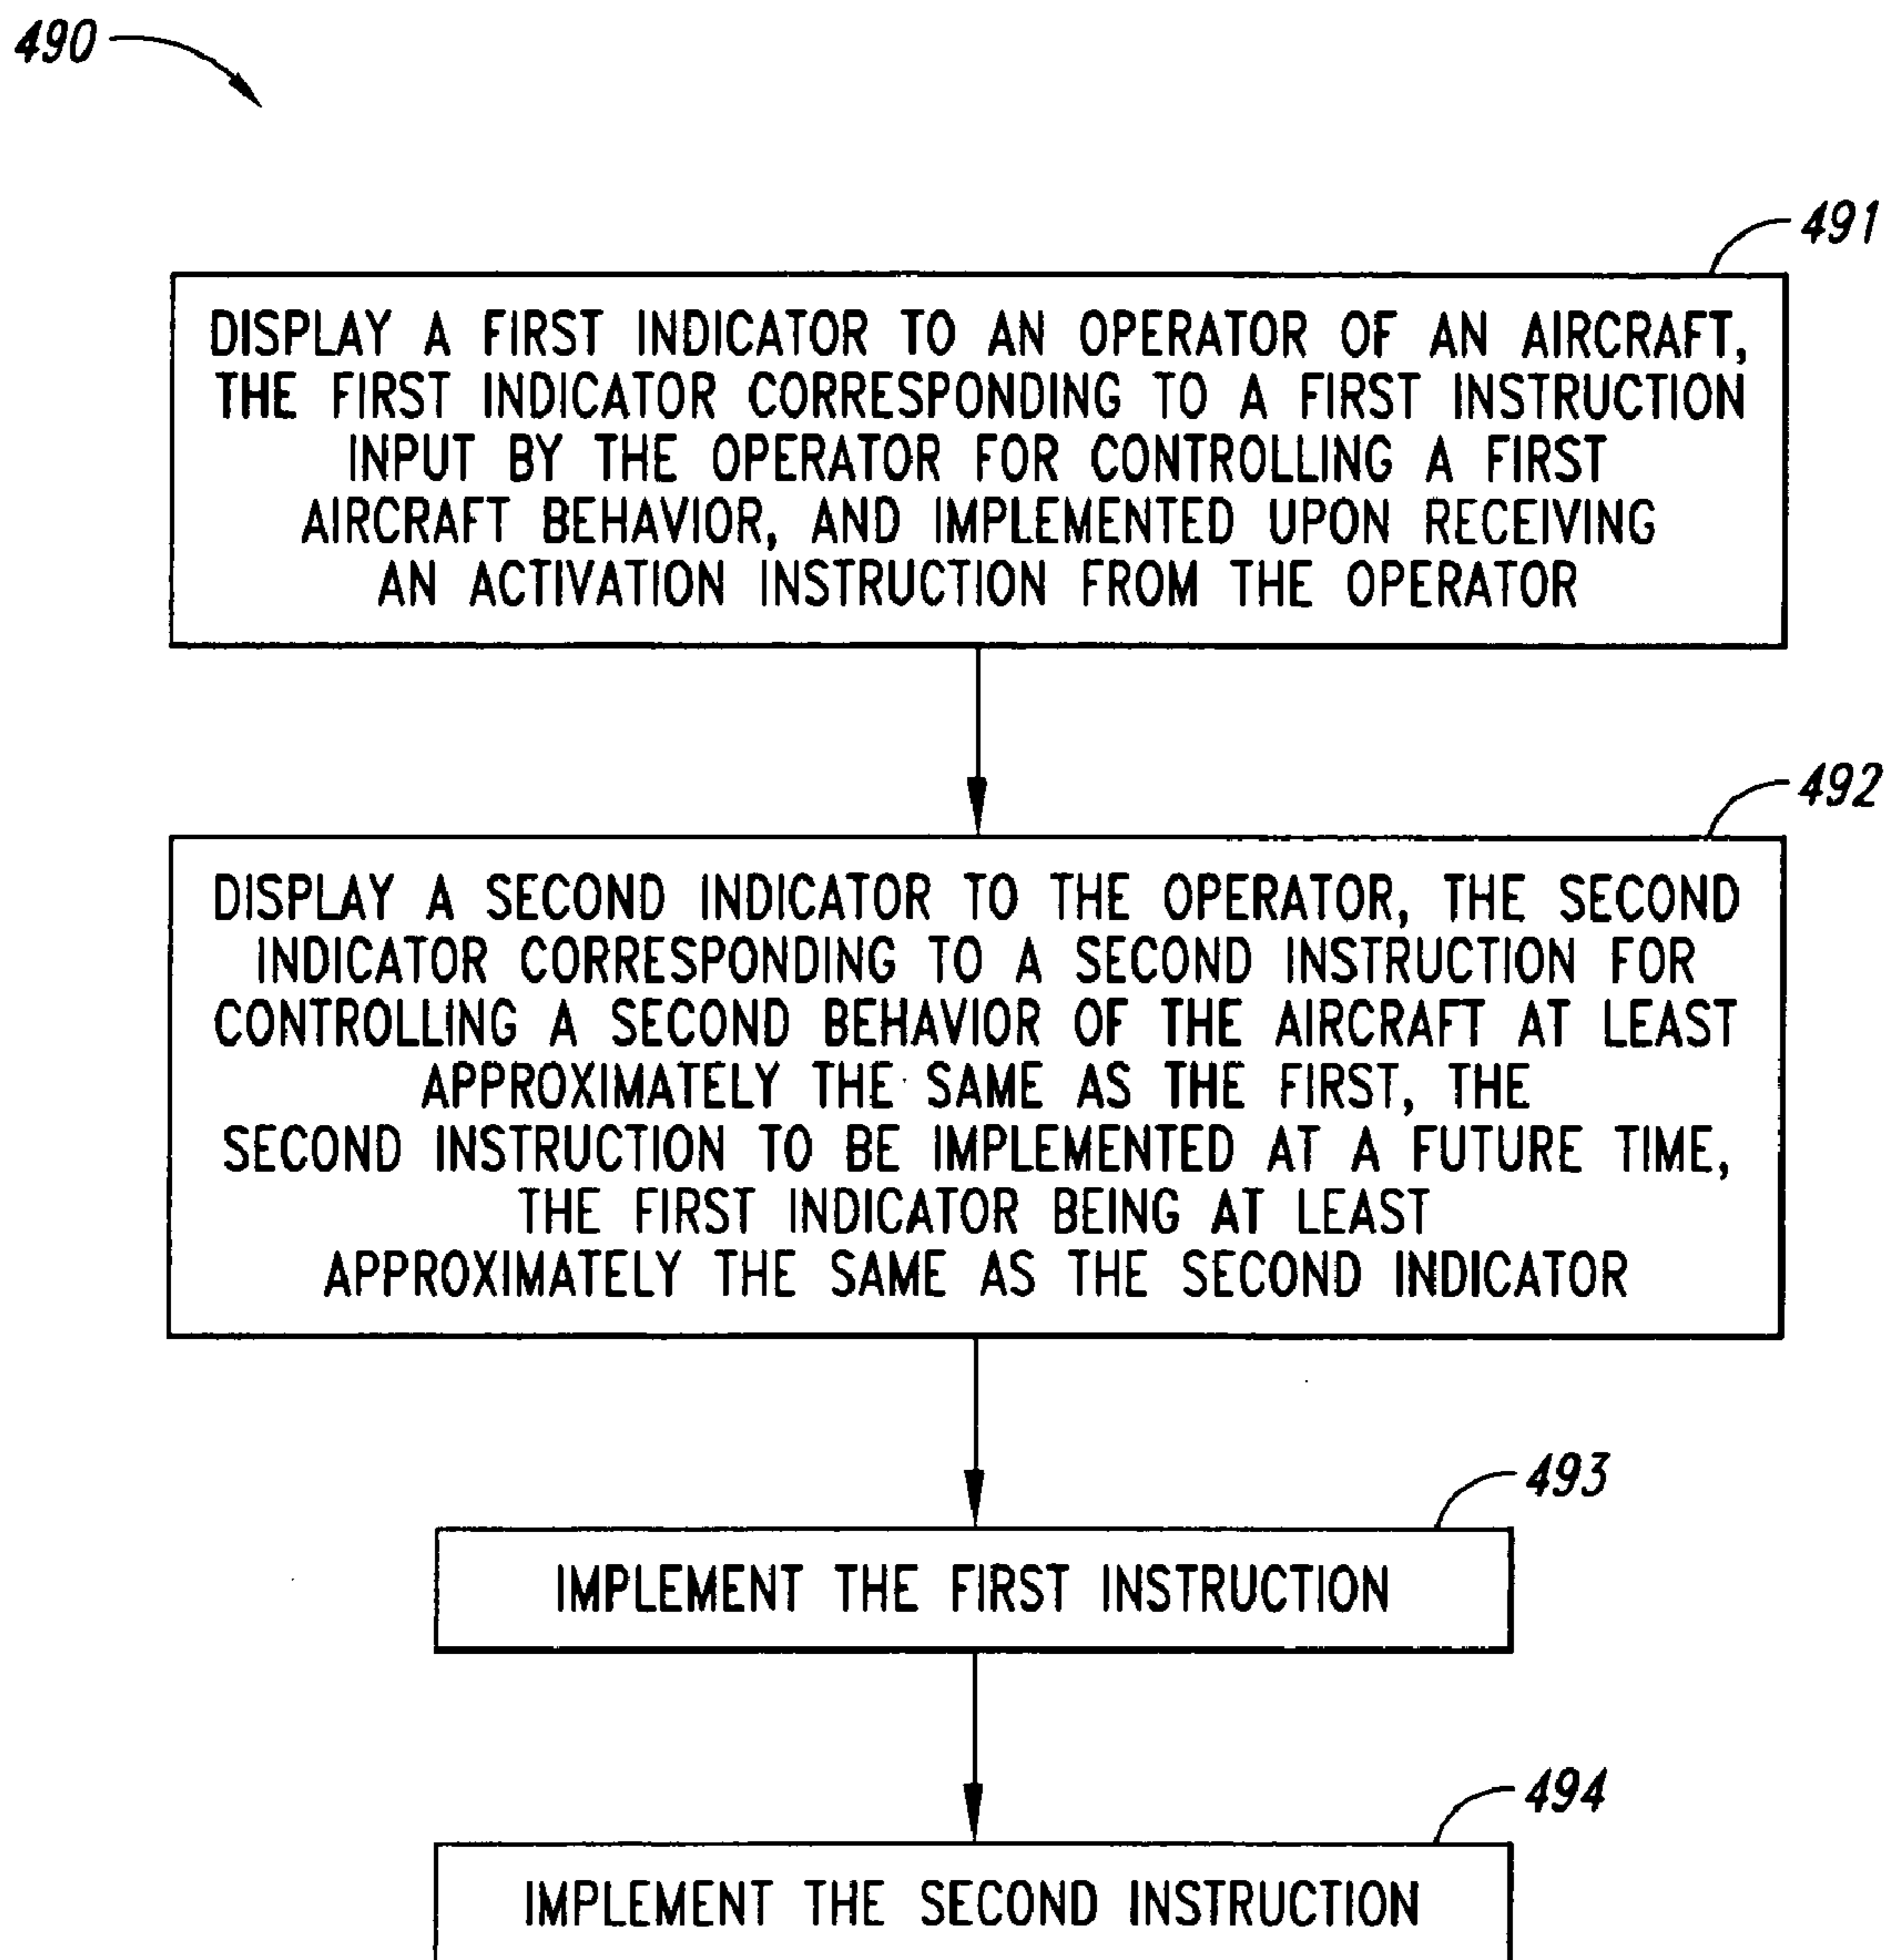 490
491
DISPLAY A FIRST INDICATOR TO AN OPERATOR OF AN AIRCRAFT,
THE FIRST INDICATOR CORRESPONDING TO A FIRST INSTRUCTION
INPUT BY THE OPERATOR FOR CONTROLLING A FIRST
AIRCRAFT BEHAVIOR, AND IMPLEMENTED UPON RECEIVING
AN ACTIVATION INSTRUCTION FROM THE OPERATOR
492
DISPLAY A SECOND INDICATOR TO THE OPERATOR, THE SECOND
INDICATOR CORRESPONDING TO A SECOND INSTRUCTION FOR
CONTROLLING A SECOND BEHAVIOR OF THE AIRCRAFT AT LEAST
APPROXIMATELY THE SAME AS THE FIRST, THE
SECOND INSTRUCTION TO BE IMPLEMENTED AT A FUTURE TIME,
THE FIRST INDICATOR BEING AT LEAST
APPROXIMATELY THE SAME AS THE SECOND INDICATOR
493
IMPLEMENT THE FIRST INSTRUCTION
494
IMPLEMENT THE SECOND INSTRUCTION